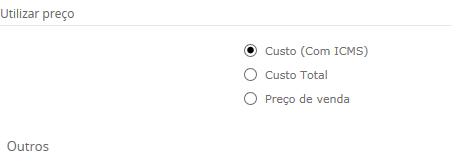 Utilizar preço
Custo (Com ICMS)
Custo Total
Preço de venda
Outros